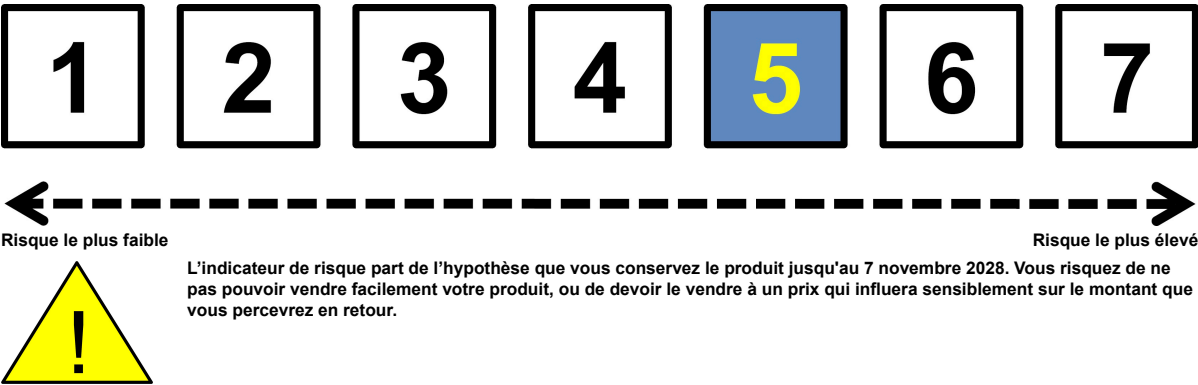 1 2 3 4 5 6 7
Risque le plus faible Risque le plus élevé
L’indicateur de risque part de l’hypothèse que vous conservez le produit jusqu'au 7 novembre 2028. Vous risquez de ne
pas pouvoir vendre facilement votre produit, ou de devoir le vendre à un prix qui influera sensiblement sur le montant que
vous percevrez en retour.
!